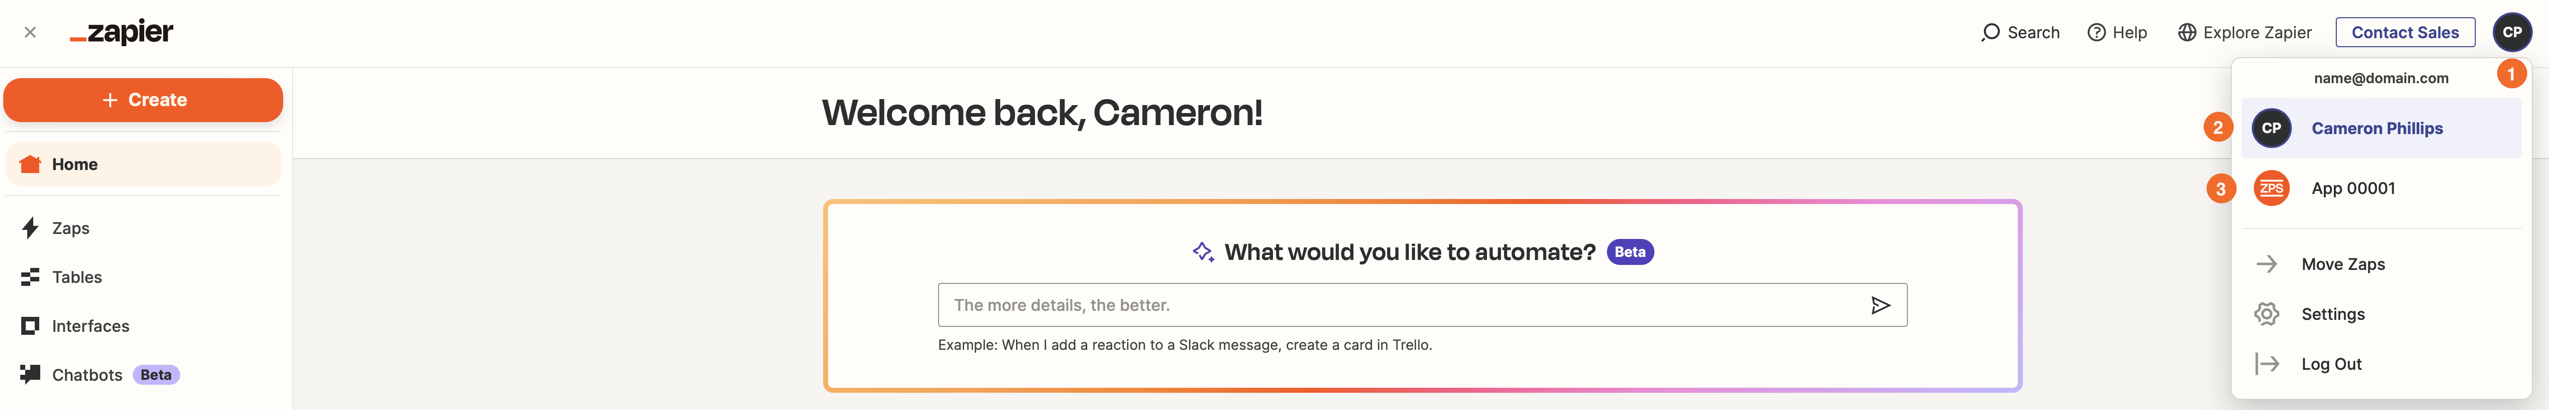 zapier
Search
Help
Explore Zapier
Contact Sales
CP
Create
Home
Zaps
Tables
Interfaces
Chatbots Beta
Welcome back, Cameron!
What would you like to automate? Beta
The more details, the better.
Example: When I add a reaction to a Slack message, create a card in Trello.
name@domain.com
1
2
CP
Cameron Phillips
3
ZPS
App 00001
Move Zaps
Settings
Log Out